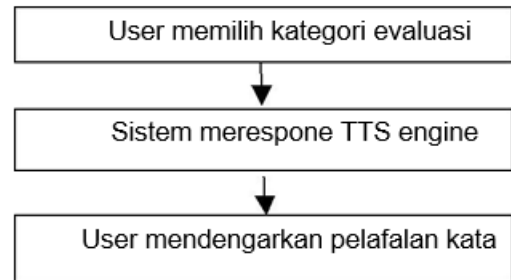 User memilih kategori evaluasi
Sistem merespone TTS engine
User mendengarkan pelafalan kata